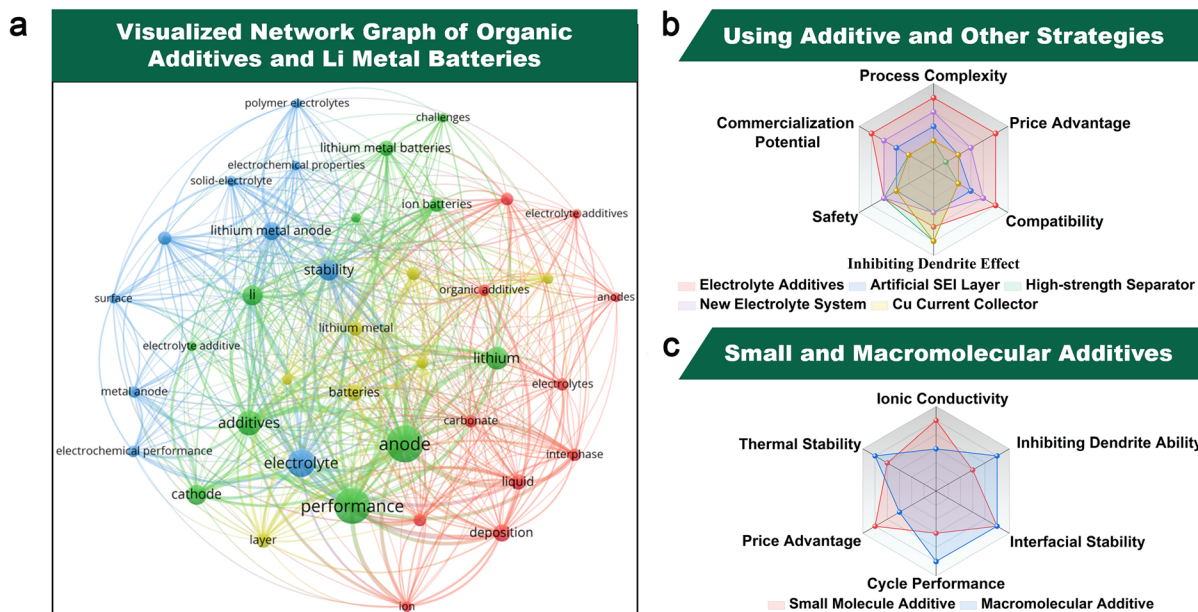 a
Visualized Network Graph of Organic
Additives and Li Metal Batteries
polymer electrolytes
challenges
lithium metal batteries
electrochemical properties
solid-electrolyte
ion batteries
electrolyte additives
lithium metal anode
stability
organic additives
surface
li
anodes
lithium metal
electrolyte additive
lithium
metal anode
batteries
electrolytes
additives
carbonate
anode
electrochemical performance
interphase
electrolyte
liquid
cathode
performance
deposition
layer
ion
b
Using Additive and Other Strategies
Process Complexity
Commercialization
Potential
Price Advantage
Safety
Compatibility
Inhibiting Dendrite Effect
Electrolyte Additives
Artificial SEI Layer
High-strength Separator
New Electrolyte System
Cu Current Collector
c
Small and Macromolecular Additives
Ionic Conductivity
Thermal Stability
Inhibiting Dendrite Ability
Price Advantage
Interfacial Stability
Cycle Performance
Small Molecule Additive
Macromolecular Additive